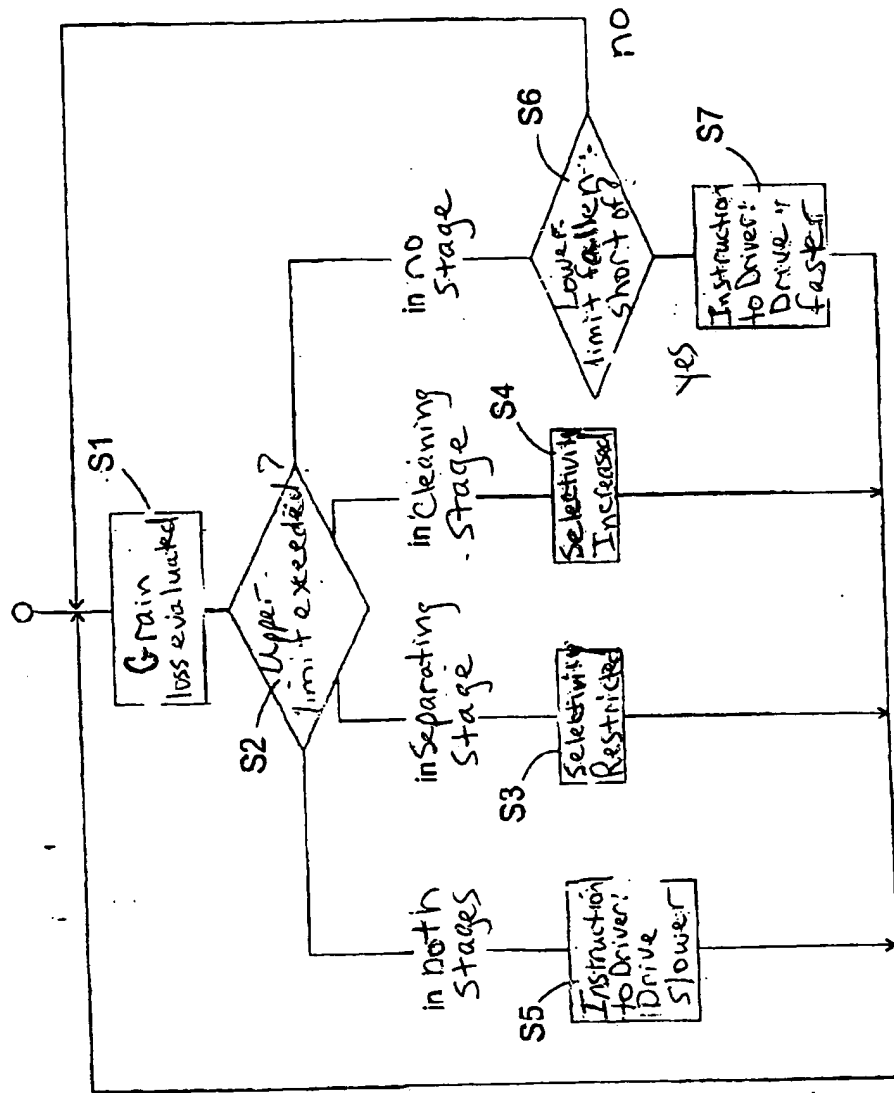 S1
Grain
loss evaluated
S2
Upper
limit exceeded?
in both
stages
in Separating
stage
in Cleaning
stage
in no
stage
S5
Instruction
to Driver:
Drive
slower
S3
Selectivity
Restricted
S4
Selectivity
Increased
S6
Lower
limit fallen
short of
no
yes
S7
Instruction
to Driver:
Drive
faster